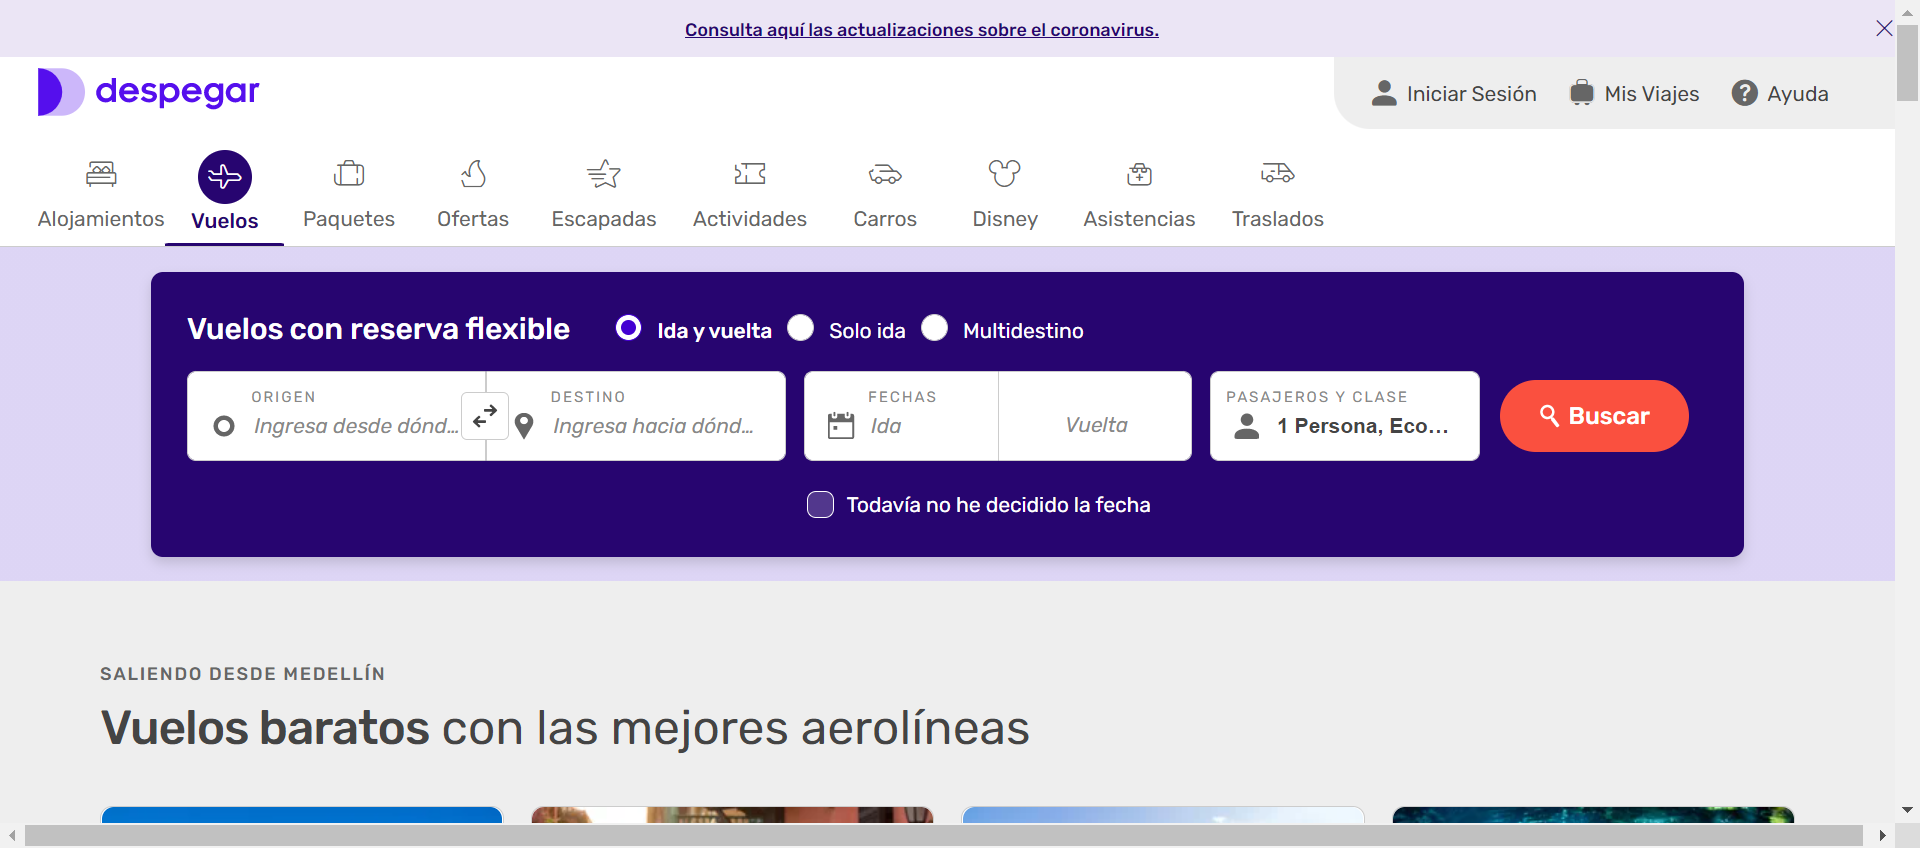 Consulta aquí las actualizaciones sobre el coronavirus.
despegar
Iniciar Sesión
Mis Viajes
Ayuda
Alojamientos
Vuelos
Paquetes
Ofertas
Escapadas
Actividades
Carros
Disney
Asistencias
Traslados
Vuelos con reserva flexible
Ida y vuelta
Solo ida
Multidestino
ORIGEN
Ingresa desde dónd...
DESTINO
Ingresa hacia dónd...
FECHAS
Ida
Vuelta
PASAJEROS Y CLASE
1 Persona, Eco...
Buscar
Todavía no he decidido la fecha
SALIENDO DESDE MEDELLÍN
Vuelos baratos con las mejores aerolíneas